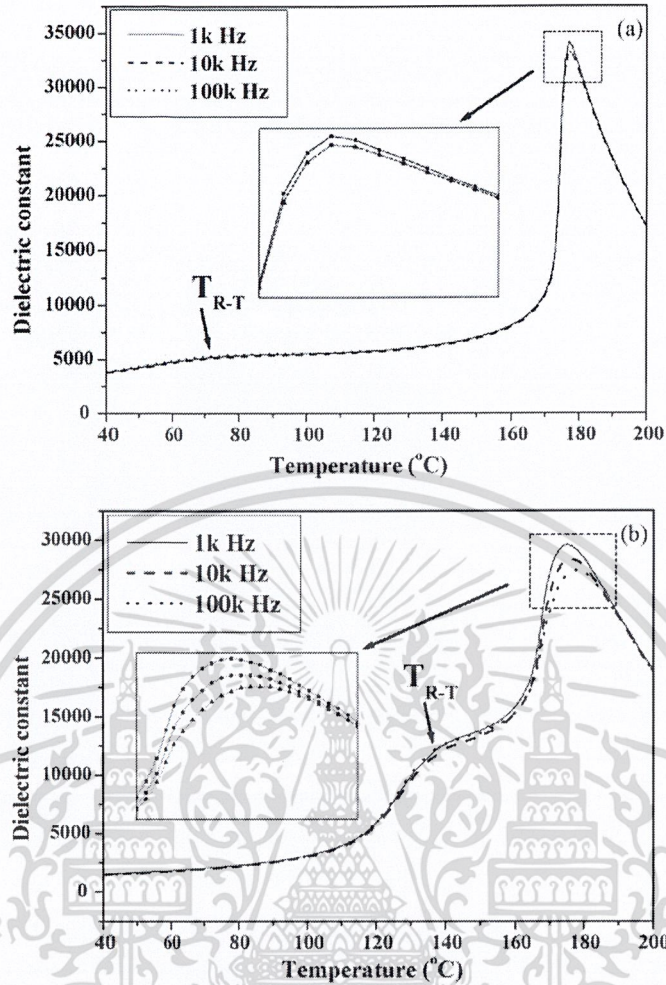 (a)
1k Hz
10k Hz
100k Hz
35000
30000
25000
20000
15000
10000
5000
0
Dielectric constant
T_R-T
40 60 80 100 120 140 160 180 200
Temperature (°C)
(b)
1k Hz
10k Hz
100k Hz
30000
25000
20000
15000
10000
5000
0
Dielectric constant
T_R-T
40 60 80 100 120 140 160 180 200
Temperature (°C)